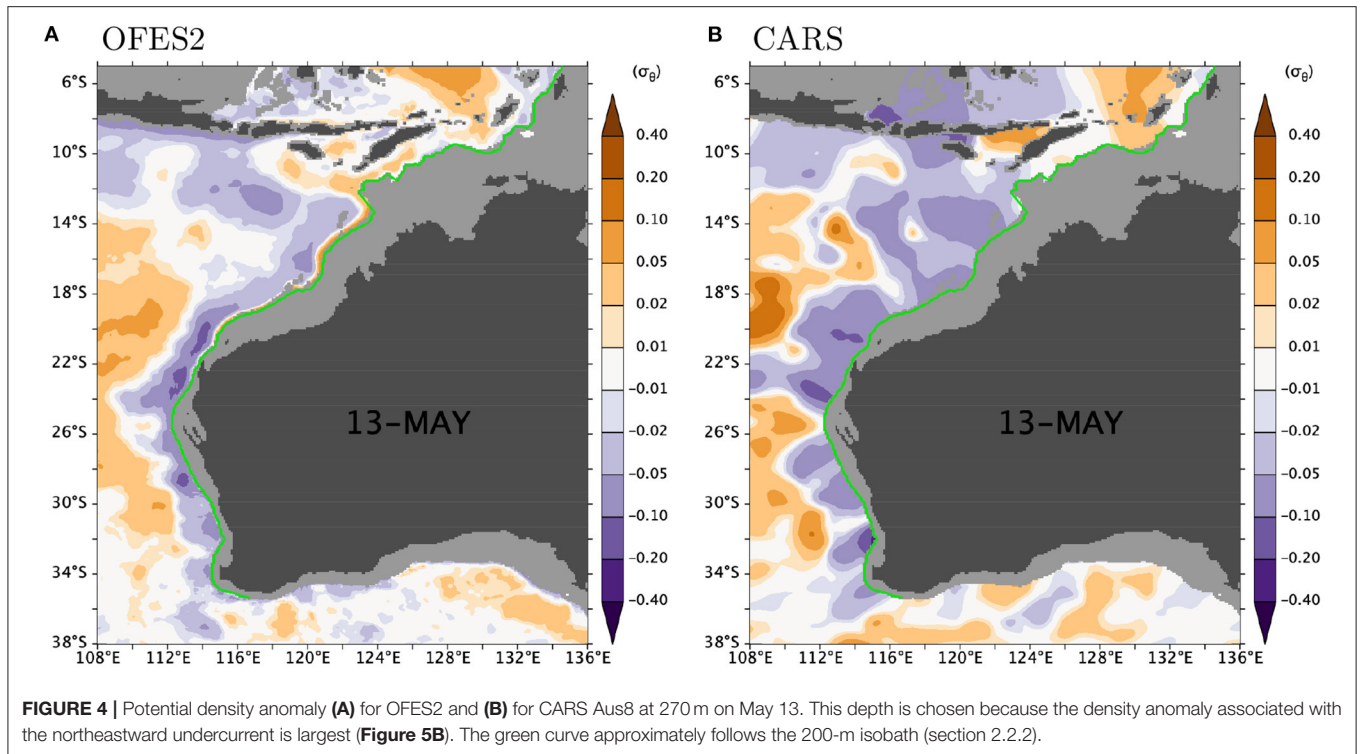 A OFES2
(σθ)
6°S
10°S
14°S
18°S
22°S
26°S
30°S
34°S
38°S
108°E 112°E 116°E 120°E 124°E 128°E 132°E 136°E
13-MAY
0.40
0.20
0.10
0.05
0.02
0.01
−0.01
−0.02
−0.05
−0.10
−0.20
−0.40
B CARS
(σθ)
6°S
10°S
14°S
18°S
22°S
26°S
30°S
34°S
38°S
108°E 112°E 116°E 120°E 124°E 128°E 132°E 136°E
13-MAY
0.40
0.20
0.10
0.05
0.02
0.01
−0.01
−0.02
−0.05
−0.10
−0.20
−0.40
FIGURE 4 | Potential density anomaly (A) for OFES2 and (B) for CARS Aus8 at 270 m on May 13. This depth is chosen because the density anomaly associated with
the northeastward undercurrent is largest (Figure 5B). The green curve approximately follows the 200-m isobath (section 2.2.2).